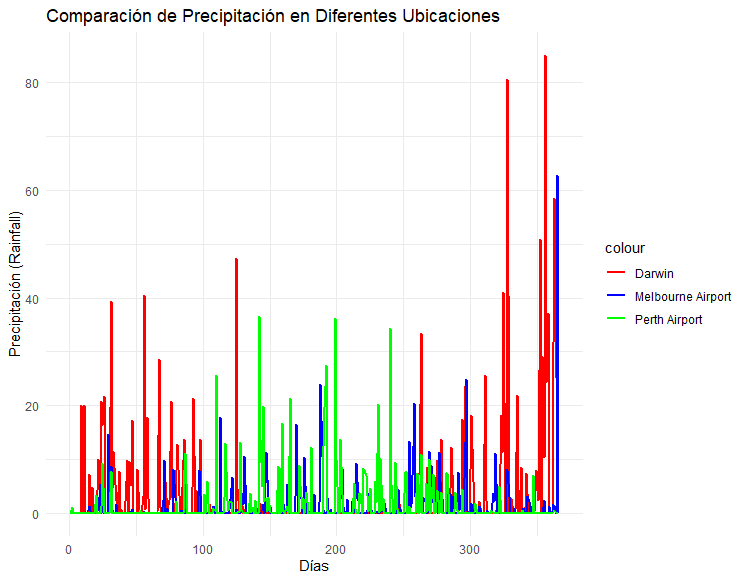 Comparación de Precipitación en Diferentes Ubicaciones
Precipitación (Rainfall)
80
60
40
20
0
0 100 200 300
Días
colour
Darwin
Melbourne Airport
Perth Airport